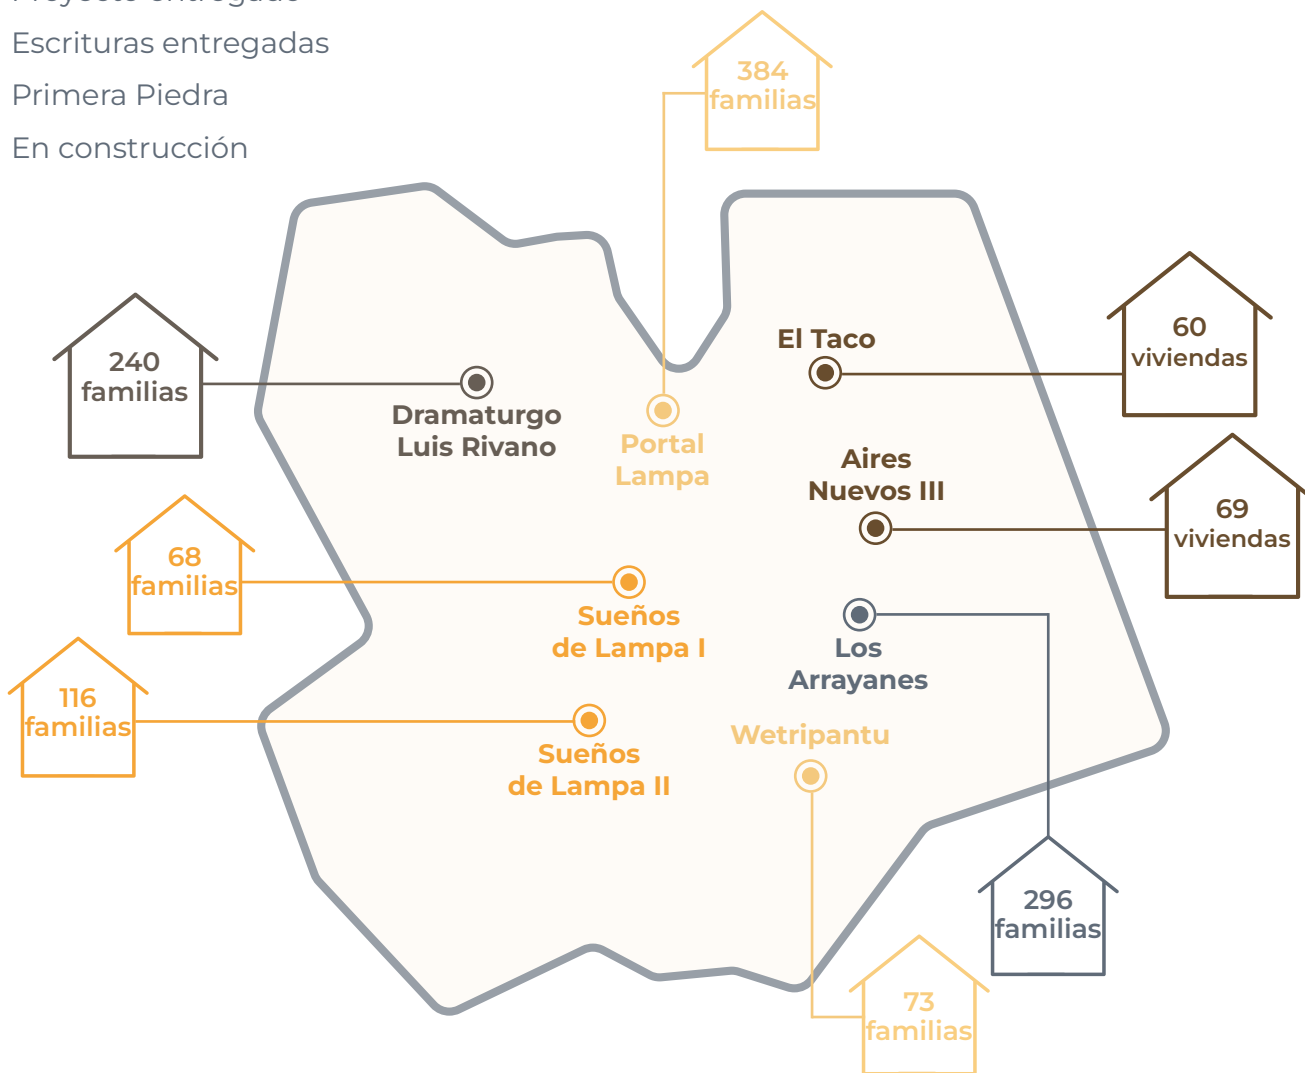 Escrituras entregadas
Primera Piedra
En construcción
384
familias
240
familias
Dramaturgo
Luis Rivano
Portal
Lampa
El Taco
60
viviendas
Aires
Nuevos III
69
viviendas
68
familias
Sueños
de Lampa I
Los
Arrayanes
116
familias
Sueños
de Lampa II
Wetripantu
296
familias
73
familias